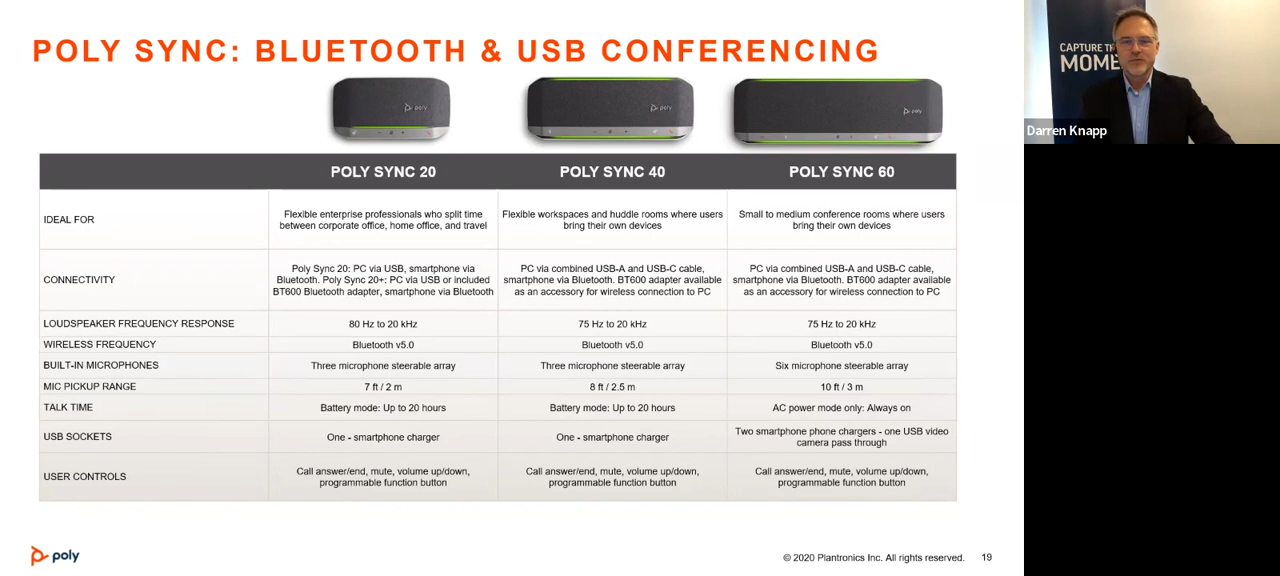 POLY SYNC: BLUETOOTH & USB CONFERENCING
poly
poly
poly
POLY SYNC 20
POLY SYNC 40
POLY SYNC 60
IDEAL FOR
Flexible enterprise professionals who split time
between corporate office, home office, and travel
Flexible workspaces and huddle rooms where users
bring their own devices
Small to medium conference rooms where users
bring their own devices
CONNECTIVITY
Poly Sync 20: PC via USB, smartphone via
Bluetooth. Poly Sync 20+: PC via USB or included
BT600 Bluetooth adapter, smartphone via Bluetooth
PC via combined USB-A and USB-C cable,
smartphone via Bluetooth. BT600 adapter available
as an accessory for wireless connection to PC
PC via combined USB-A and USB-C cable,
smartphone via Bluetooth. BT600 adapter available
as an accessory for wireless connection to PC
LOUDSPEAKER FREQUENCY RESPONSE
80 Hz to 20 kHz
75 Hz to 20 kHz
75 Hz to 20 kHz
WIRELESS FREQUENCY
Bluetooth v5.0
Bluetooth v5.0
Bluetooth v5.0
BUILT-IN MICROPHONES
Three microphone steerable array
Three microphone steerable array
Six microphone steerable array
MIC PICKUP RANGE
7 ft / 2 m
8 ft / 2.5 m
10 ft / 3 m
TALK TIME
Battery mode: Up to 20 hours
Battery mode: Up to 20 hours
AC power mode only: Always on
USB SOCKETS
One - smartphone charger
One - smartphone charger
Two smartphone phone chargers - one USB video
camera pass through
USER CONTROLS
Call answer/end, mute, volume up/down,
programmable function button
Call answer/end, mute, volume up/down,
programmable function button
Call answer/end, mute, volume up/down,
programmable function button
poly
© 2020 Plantronics Inc. All rights reserved.
19
CAPTURE TH
MOME
Darren Knapp